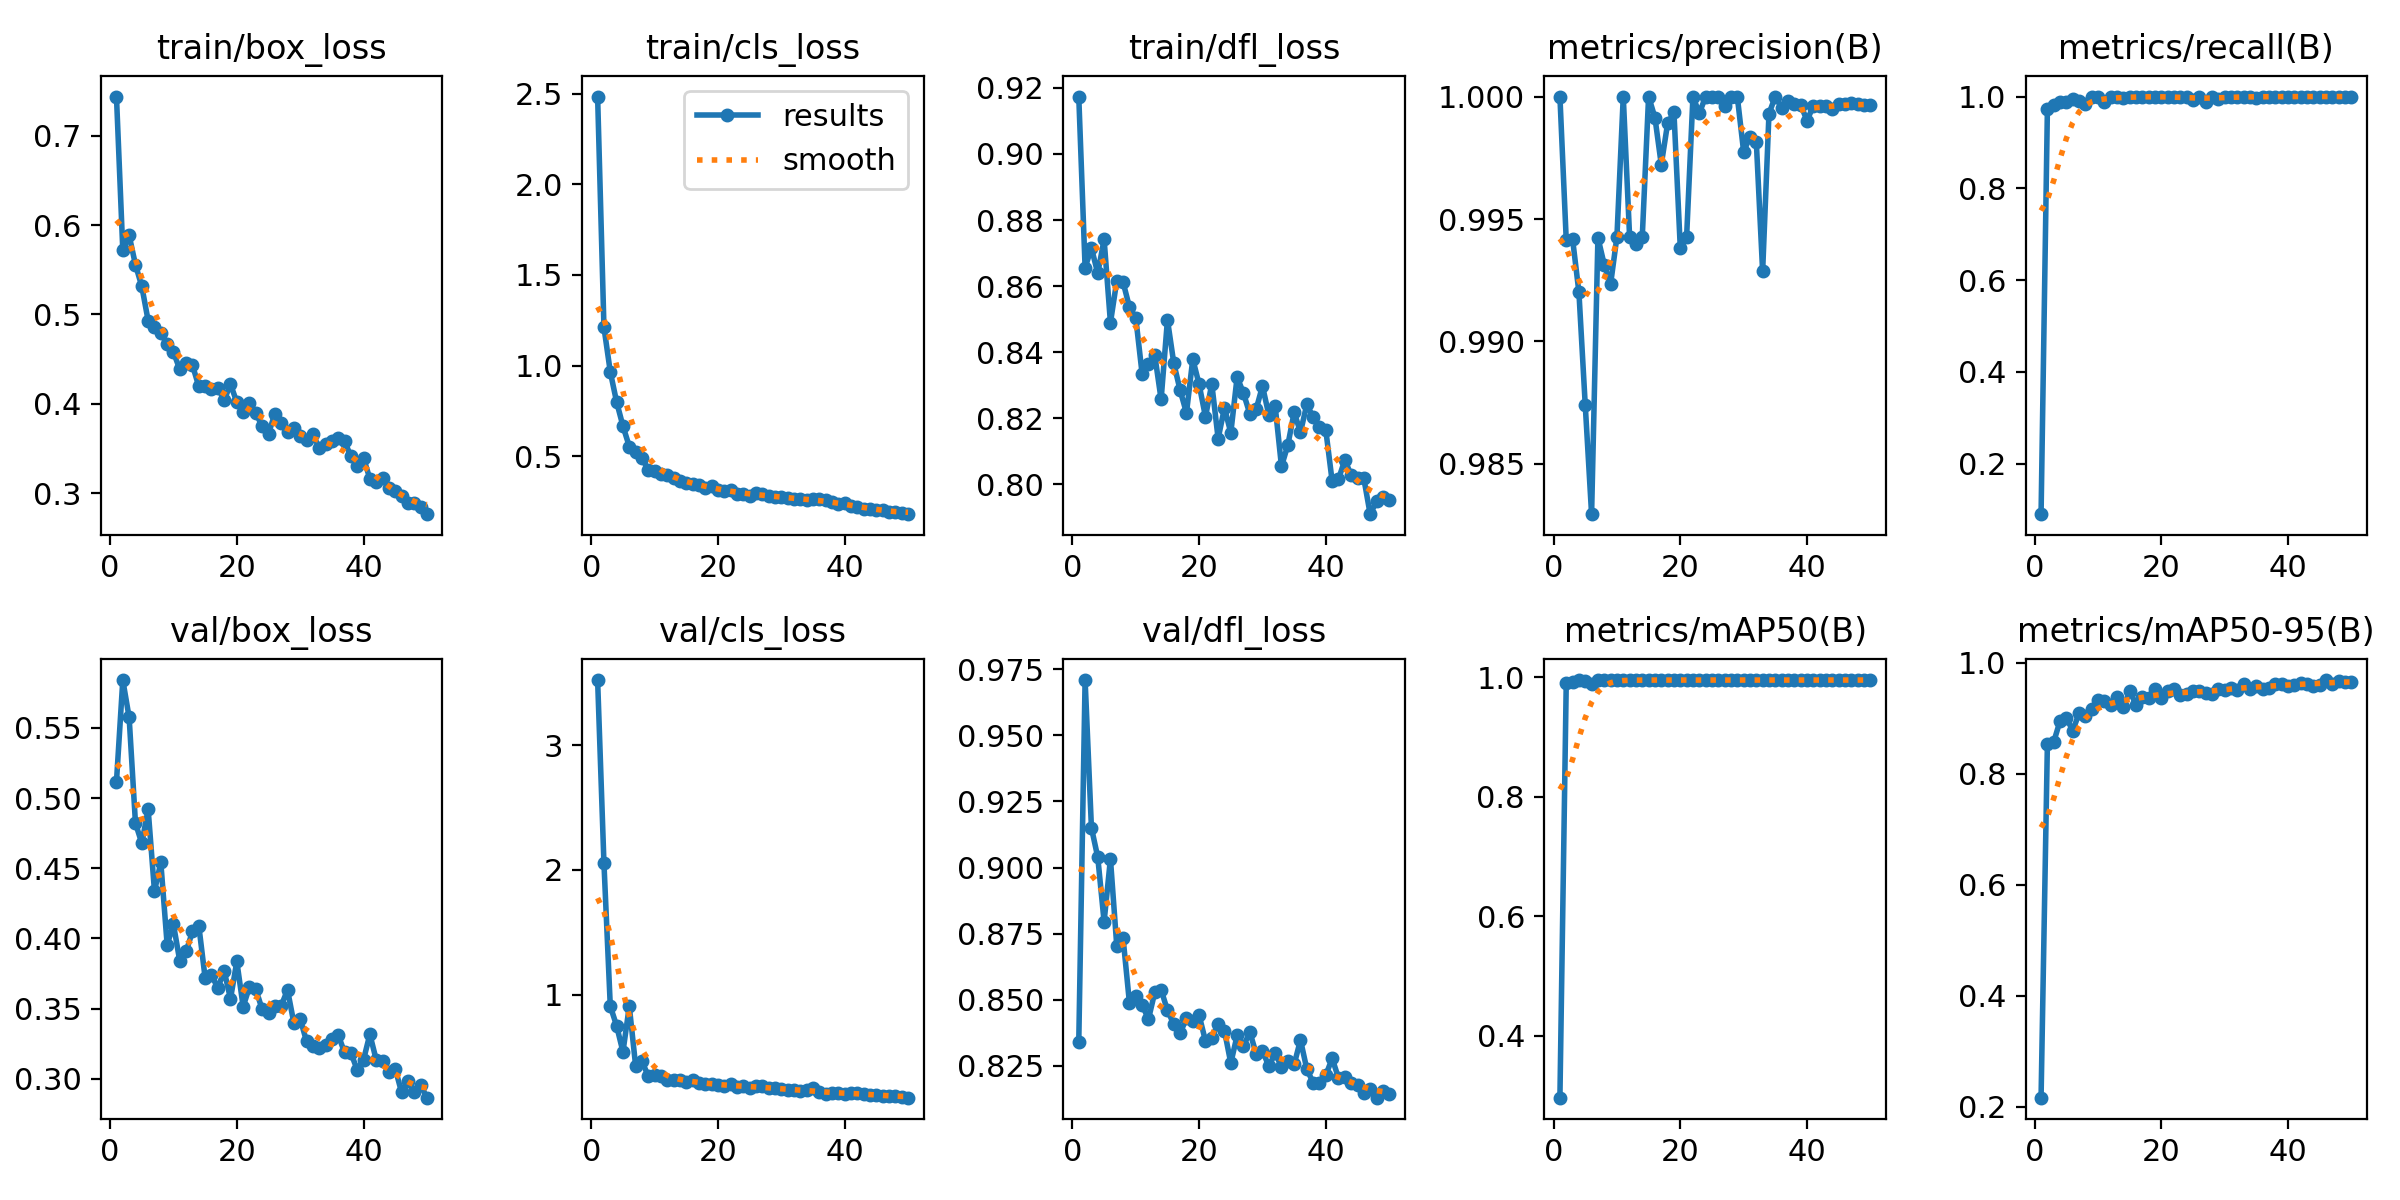 train/box_loss
train/cls_loss
train/dfl_loss
metrics/precision(B)
metrics/recall(B)
0.7
0.6
0.5
0.4
0.3
0 20 40
2.5
2.0
1.5
1.0
0.5
0 20 40
results
smooth
0.92
0.90
0.88
0.86
0.84
0.82
0.80
0 20 40
1.000
0.995
0.990
0.985
0 20 40
1.0
0.8
0.6
0.4
0.2
0 20 40
val/box_loss
val/cls_loss
val/dfl_loss
metrics/mAP50(B)
metrics/mAP50-95(B)
0.55
0.50
0.45
0.40
0.35
0.30
0 20 40
3
2
1
0 20 40
0.975
0.950
0.925
0.900
0.875
0.850
0.825
0 20 40
1.0
0.8
0.6
0.4
0 20 40
1.0
0.8
0.6
0.4
0.2
0 20 40